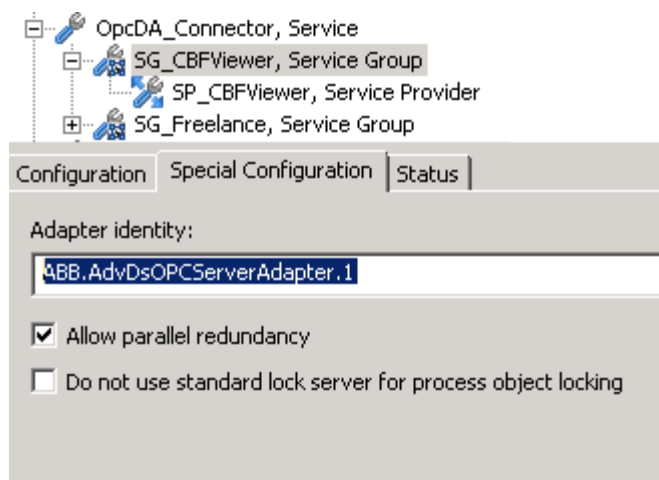 OpcDA_Connector, Service
SG_CBFViewer, Service Group
SP_CBFViewer, Service Provider
SG_Freelance, Service Group
Configuration Special Configuration Status
Adapter identity:
ABB.AdvDsOPCServerAdapter.1
Allow parallel redundancy
Do not use standard lock server for process object locking